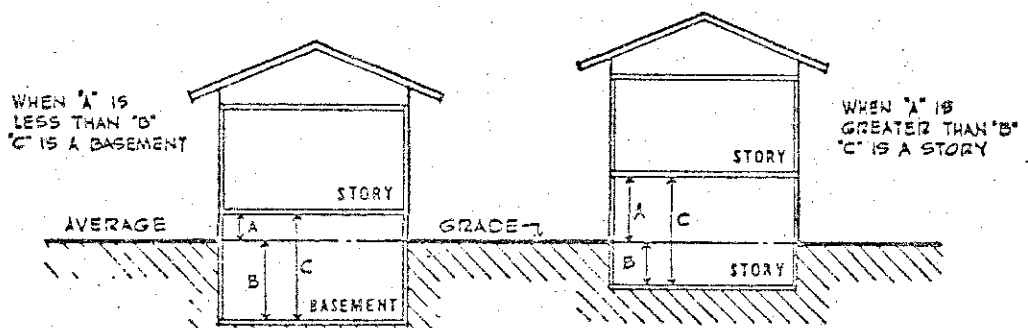 WHEN "A" IS
LESS THAN "B"
"C" IS A BASEMENT
STORY
A
AVERAGE
GRADE
B
C
BASEMENT
WHEN "A" IS
GREATER THAN "B"
"C" IS A STORY
STORY
A
C
B
STORY